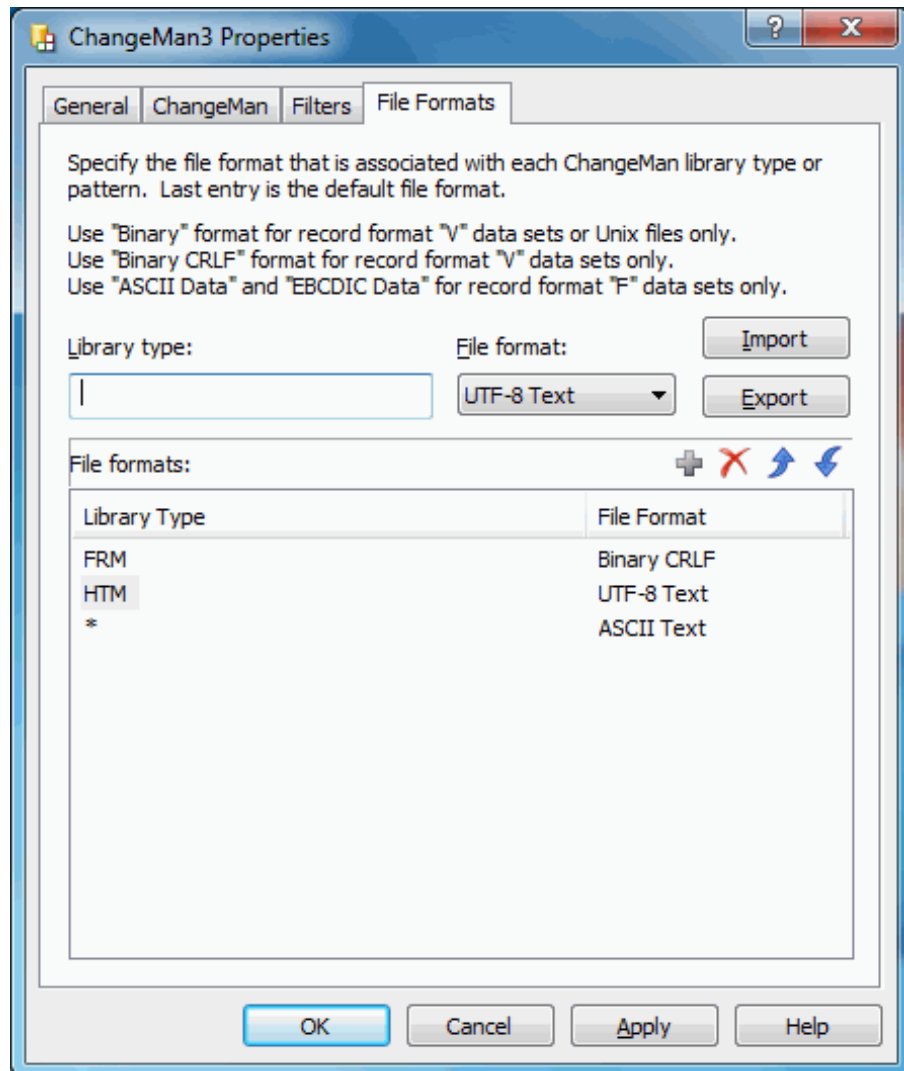 ChangeMan3 Properties
?
X
General ChangeMan Filters File Formats
Specify the file format that is associated with each ChangeMan library type or
pattern. Last entry is the default file format.
Use "Binary" format for record format "V" data sets or Unix files only.
Use "Binary CRLF" format for record format "V" data sets only.
Use "ASCII Data" and "EBCDIC Data" for record format "F" data sets only.
Library type: File format: Import
UTF-8 Text Export
File formats:
Library Type File Format
FRM Binary CRLF
HTM UTF-8 Text
* ASCII Text
OK Cancel Apply Help